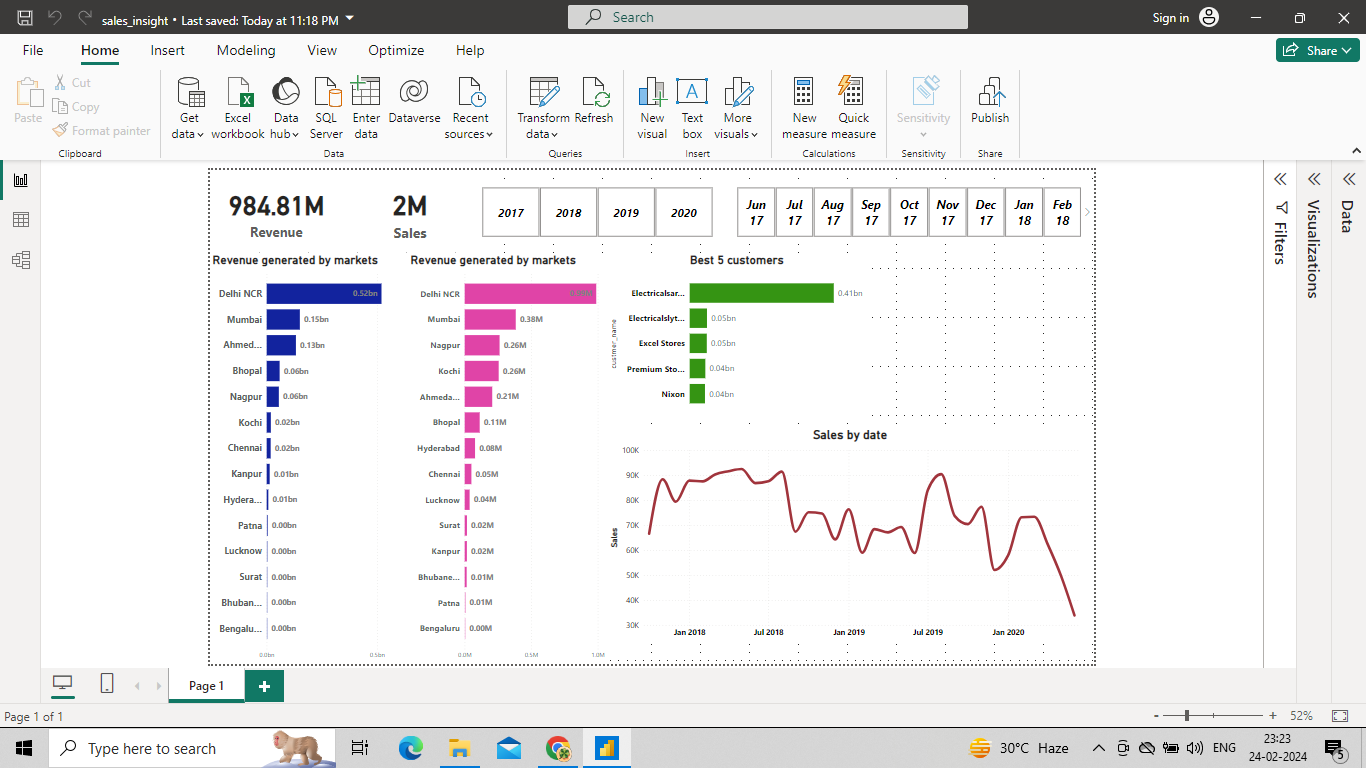 sales_insight • Last saved: Today at 11:18 PM
Search
Sign in
File Home Insert Modeling View Optimize Help
Share
Paste
Cut
Copy
Format painter
Get data
Excel workbook
Data hub
SQL Server
Enter data
Dataverse
Recent sources
Transform data
Refresh
New visual
Text box
More visuals
New measure
Quick measure
Sensitivity
Publish
Clipboard
Data
Queries
Insert
Calculations
Sensitivity
Share
984.81M
Revenue
2M
Sales
2017 2018 2019 2020
Jun 17
Jul 17
Aug 17
Sep 17
Oct 17
Nov 17
Dec 17
Jan 18
Feb 18
Revenue generated by markets
Delhi NCR 0.52bn
Mumbai 0.15bn
Ahmed... 0.13bn
Bhopal 0.06bn
Nagpur 0.06bn
Kochi 0.02bn
Chennai 0.02bn
Kanpur 0.01bn
Hydera... 0.01bn
Patna 0.00bn
Lucknow 0.00bn
Surat 0.00bn
Bhuban... 0.00bn
Bengalu... 0.00bn
0.0bn 0.5bn
Revenue generated by markets
Delhi NCR
Mumbai 0.38M
Nagpur 0.26M
Kochi 0.26M
Ahmeda... 0.21M
Bhopal 0.11M
Hyderabad 0.08M
Chennai 0.05M
Lucknow 0.04M
Surat 0.02M
Kanpur 0.02M
Bhubane... 0.01M
Patna 0.01M
Bengaluru 0.00M
0.0M 0.5M 1.0M
Best 5 customers
custmer_name
Electricalsar... 0.41bn
Electricalslyt... 0.05bn
Excel Stores 0.05bn
Premium Sto... 0.04bn
Nixon 0.04bn
Sales by date
Sales
100K
90K
80K
70K
60K
50K
40K
30K
Jan 2018 Jul 2018 Jan 2019 Jul 2019 Jan 2020
Filters
Visualizations
Data
Page 1
Page 1 of 1
- + 52%
Type here to search
30°C Haze
ENG
23:23
24-02-2024
5